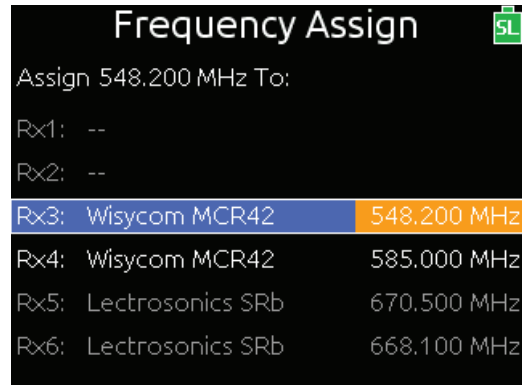 Frequency Assign SL
Assign 548.200 MHz To:
Rx1: --
Rx2: --
Rx3: Wisycom MCR42 548.200 MHz
Rx4: Wisycom MCR42 585.000 MHz
Rx5: Lectrosonics SRb 670.500 MHz
Rx6: Lectrosonics SRb 668.100 MHz